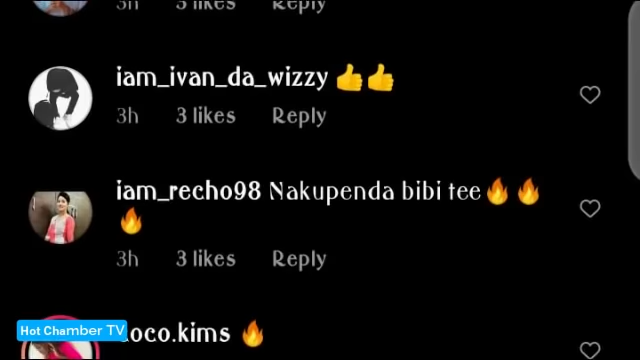 3h 3 likes Reply
iam_ivan_da_wizzy 👍👍
3h 3 likes Reply
iam_recho98 Nakupenda bibi tee🔥🔥
🔥
3h 3 likes Reply
Hot Chamber TV
oco.kims 🔥